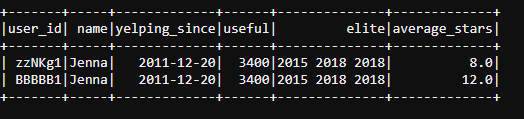 +-------+-----+-------------+------+--------------+-------------+
|user_id| name|yelping_since|useful|         elite|average_stars|
+-------+-----+-------------+------+--------------+-------------+
| zzNKg1|Jenna|   2011-12-20|  3400|2015 2018 2018|          8.0|
| BBBBB1|Jenna|   2011-12-20|  3400|2015 2018 2018|         12.0|
+-------+-----+-------------+------+--------------+-------------+